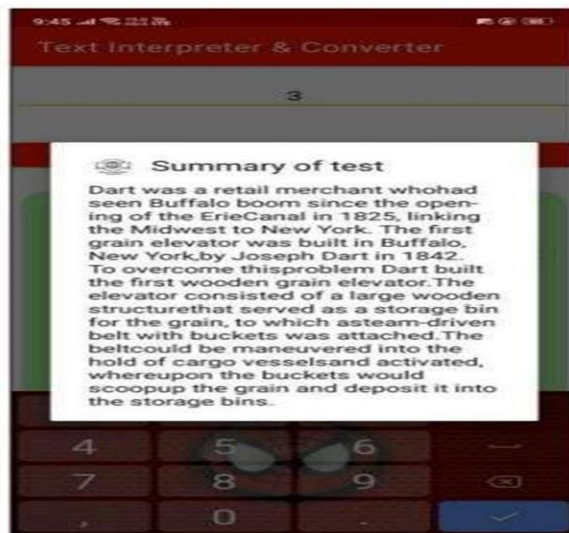 9:45
Text Interpreter & Converter
3
Summary of test
Dart was a retail merchant whohad
seen Buffalo boom since the open-
ing of the ErieCanal in 1825, linking
the Midwest to New York. The first
grain elevator was built in Buffalo,
New York,by Joseph Dart in 1842.
To overcome thisproblem Dart built
the first wooden grain elevator.The
elevator consisted of a large wooden
structurethat served as a storage bin
for the grain, to which asteam-driven
belt with buckets was attached.The
beltcould be maneuvered into the
hold of cargo vesselsand activated,
whereupon the buckets would
scoopup the grain and deposit it into
the storage bins.
4 5 6 –
7 8 9
, 0 .